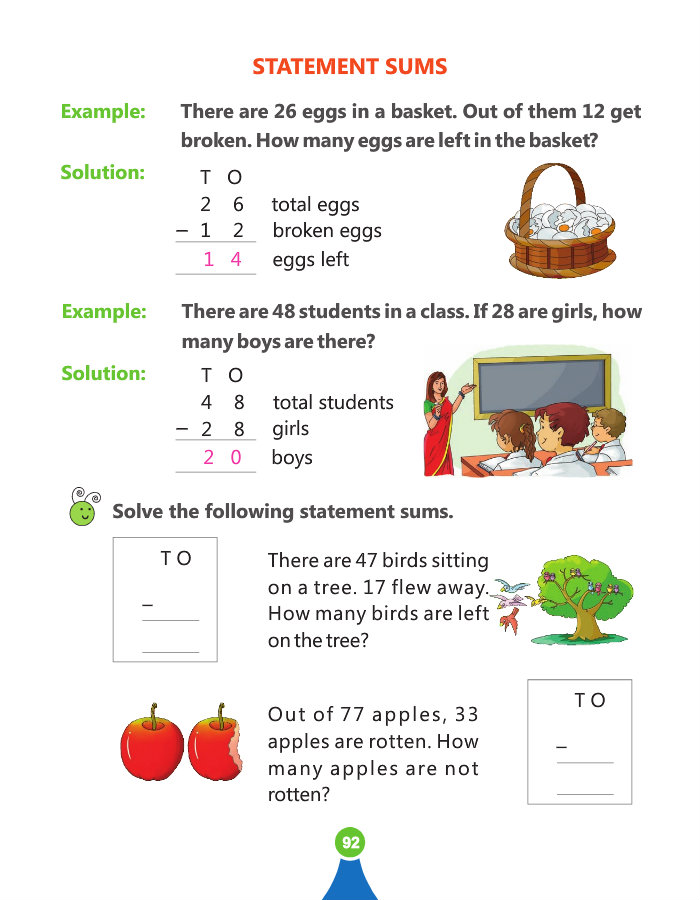 STATEMENT SUMS
Example: There are 26 eggs in a basket. Out of them 12 get
broken. How many eggs are left in the basket?
Solution:
T O
2 6 total eggs
– 1 2 broken eggs
1 4 eggs left
Example: There are 48 students in a class. If 28 are girls, how
many boys are there?
Solution:
T O
4 8 total students
– 2 8 girls
2 0 boys
Solve the following statement sums.
T O
–
There are 47 birds sitting
on a tree. 17 flew away.
How many birds are left
on the tree?
Out of 77 apples, 33
apples are rotten. How
many apples are not
rotten?
T O
–
92